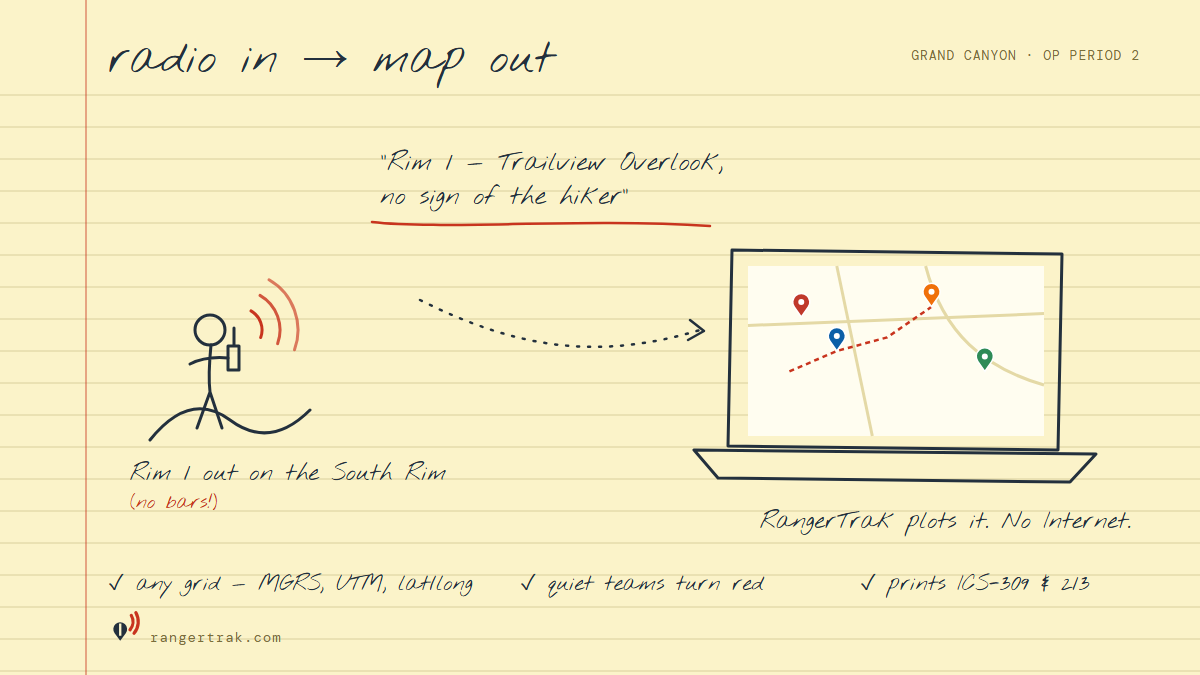 radio in → map out
GRAND CANYON · OP PERIOD 2
"Rim 1 — Trailview Overlook,
no sign of the hiker"
Rim 1 out on the South Rim
(no bars!)
RangerTrak plots it. No Internet.
✓ any grid — MGRS, UTM, lat/long
✓ quiet teams turn red
✓ prints ICS-309 & 213
rangertrak.com